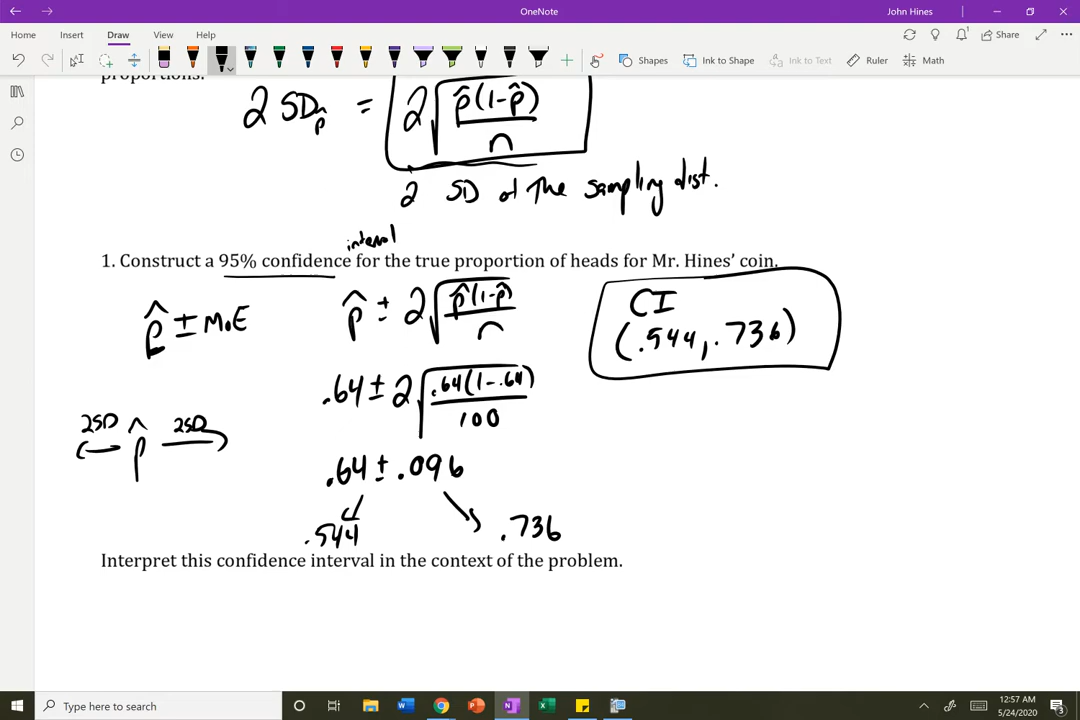 OneNote
John Hines
Home Insert Draw View Help
Share
Shapes Ink to Shape Ink to Text Ruler Math
proportions.
2 SD p̂ = 2√(p̂(1-p̂)/n)
2 SD of the sampling dist.
interval
1. Construct a 95% confidence for the true proportion of heads for Mr. Hines' coin.
p̂ ± MoE
p̂ ± 2√(p̂(1-p̂)/n)
CI
(.544, .736)
.64 ± 2√(.64(1-.64)/100)
2SD p̂ 2SD
.64 ± .096
.544 .736
Interpret this confidence interval in the context of the problem.
Type here to search
12:57 AM
5/24/2020
3